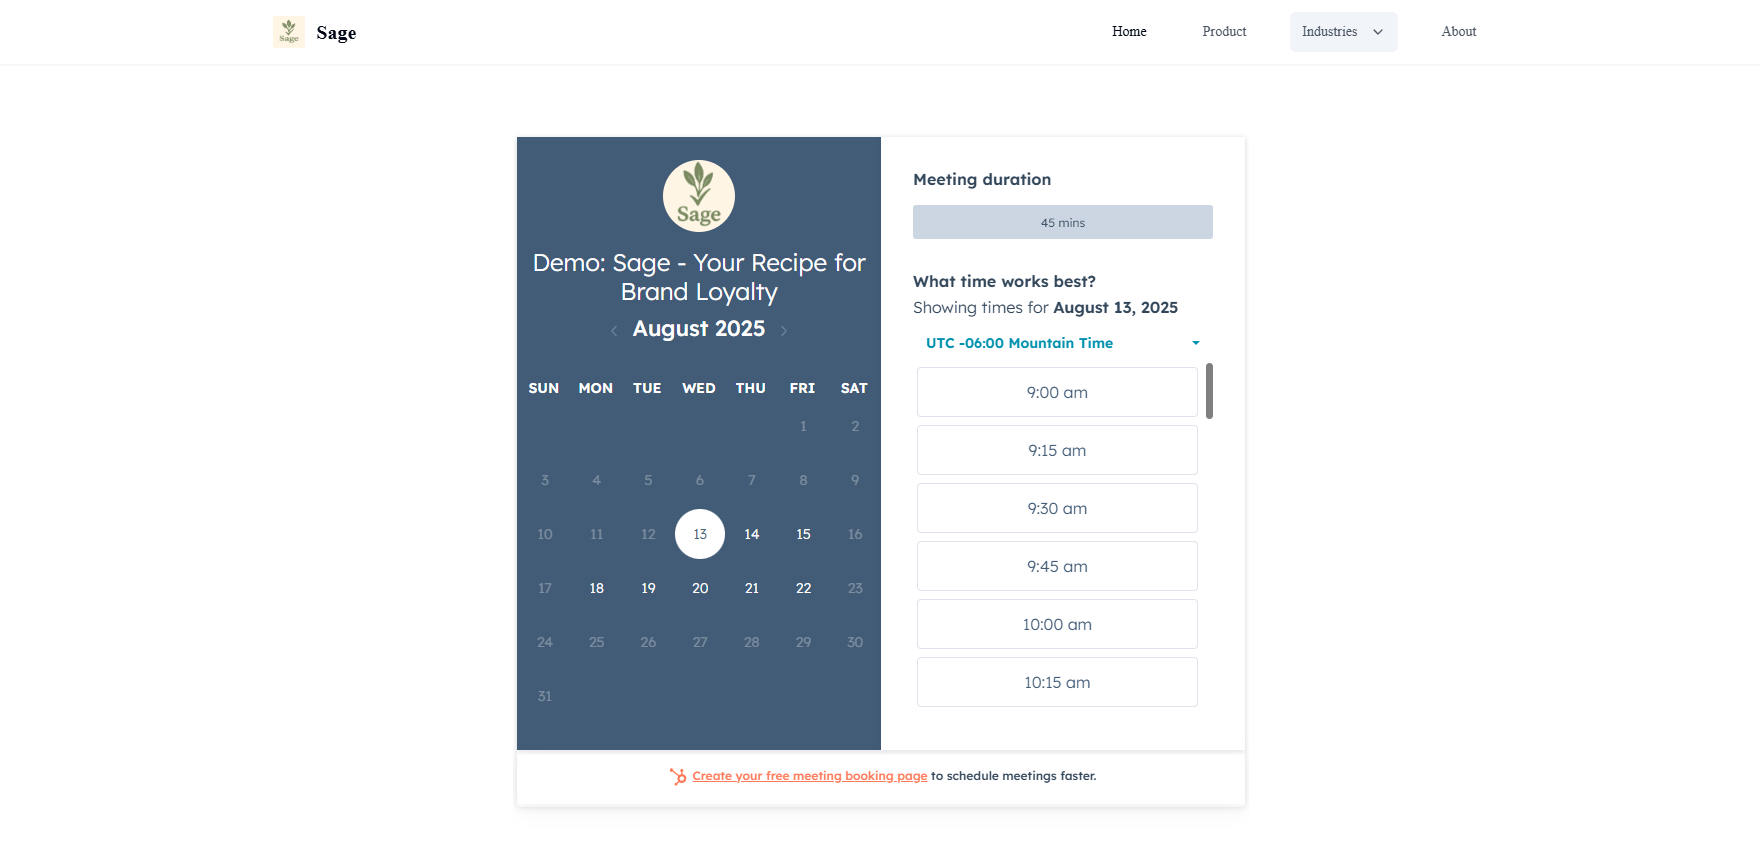 Sage
Sage
Home
Product
Industries
About
Sage
Demo: Sage - Your Recipe for
Brand Loyalty
August 2025
SUN MON TUE WED THU FRI SAT
1 2
3 4 5 6 7 8 9
10 11 12 13 14 15 16
17 18 19 20 21 22 23
24 25 26 27 28 29 30
31
Meeting duration
45 mins
What time works best?
Showing times for August 13, 2025
UTC -06:00 Mountain Time
9:00 am
9:15 am
9:30 am
9:45 am
10:00 am
10:15 am
Create your free meeting booking page to schedule meetings faster.